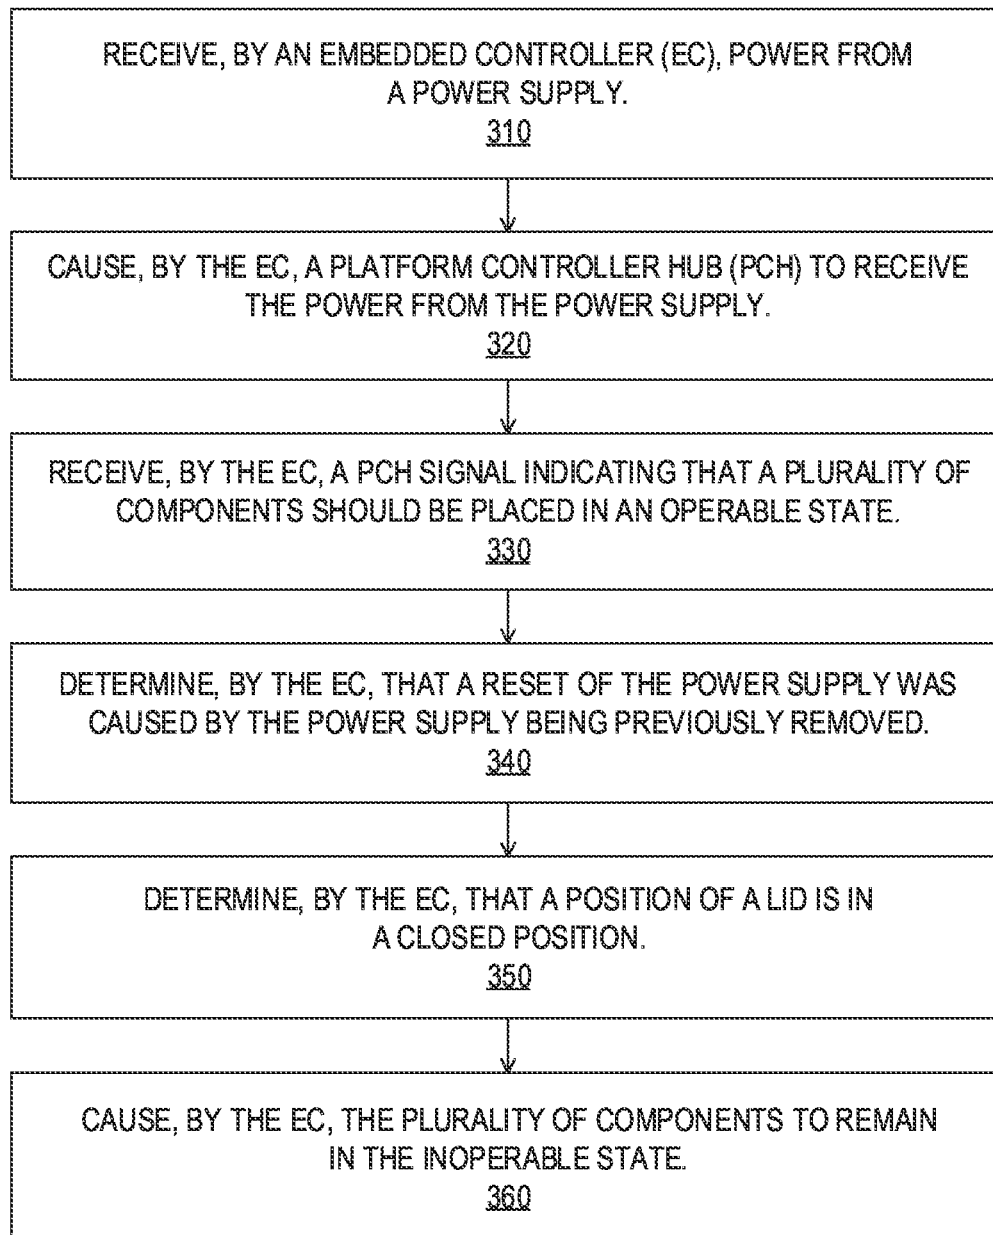 RECEIVE, BY AN EMBEDDED CONTROLLER (EC), POWER FROM
A POWER SUPPLY.
310
CAUSE, BY THE EC, A PLATFORM CONTROLLER HUB (PCH) TO RECEIVE
THE POWER FROM THE POWER SUPPLY.
320
RECEIVE, BY THE EC, A PCH SIGNAL INDICATING THAT A PLURALITY OF
COMPONENTS SHOULD BE PLACED IN AN OPERABLE STATE.
330
DETERMINE, BY THE EC, THAT A RESET OF THE POWER SUPPLY WAS
CAUSED BY THE POWER SUPPLY BEING PREVIOUSLY REMOVED.
340
DETERMINE, BY THE EC, THAT A POSITION OF A LID IS IN
A CLOSED POSITION.
350
CAUSE, BY THE EC, THE PLURALITY OF COMPONENTS TO REMAIN
IN THE INOPERABLE STATE.
360